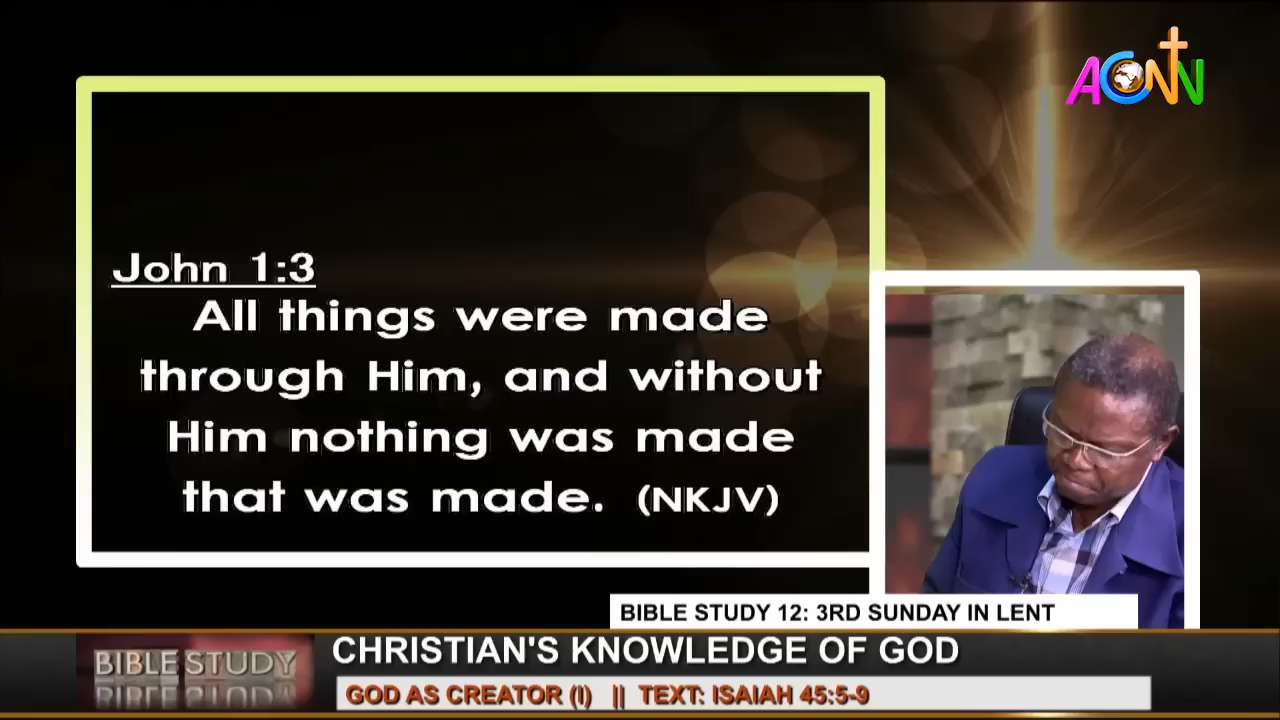 ACNN
John 1:3
All things were made
through Him, and without
Him nothing was made
that was made. (NKJV)
BIBLE STUDY 12: 3RD SUNDAY IN LENT
BIBLE STUDY
CHRISTIAN'S KNOWLEDGE OF GOD
GOD AS CREATOR (I) || TEXT: ISAIAH 45:5-9